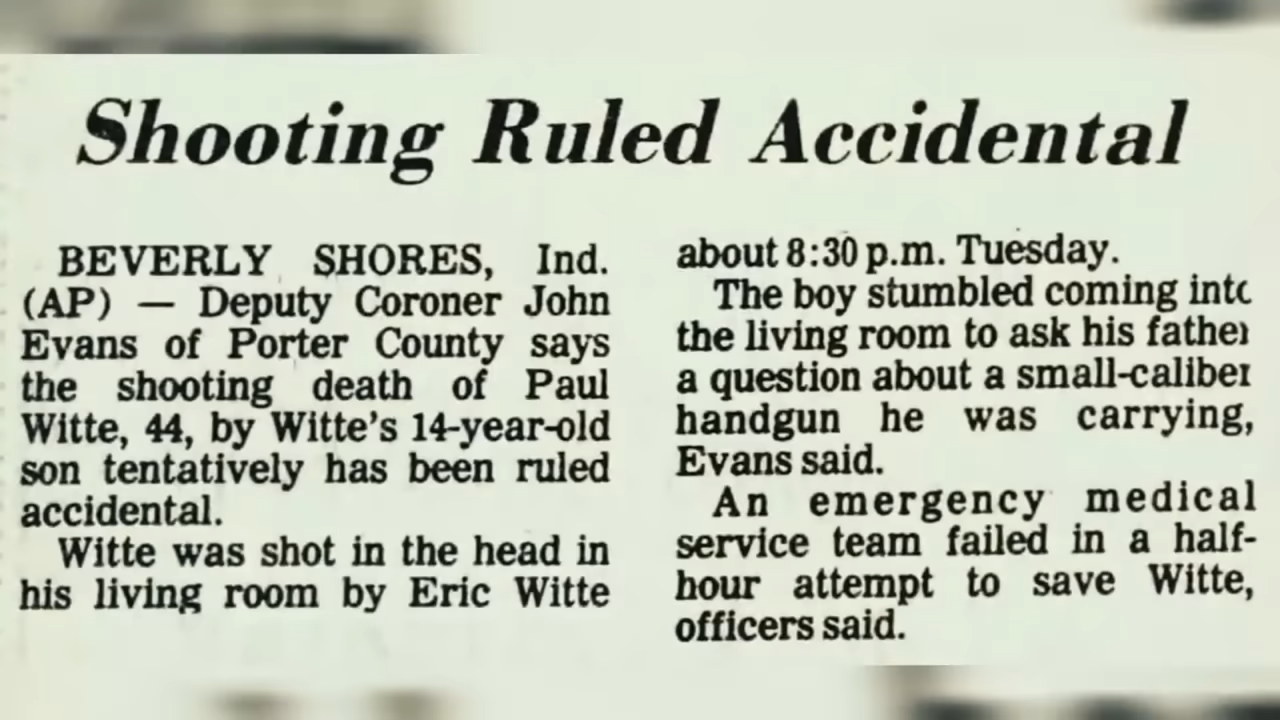 Shooting Ruled Accidental
BEVERLY SHORES, Ind.
(AP) — Deputy Coroner John
Evans of Porter County says
the shooting death of Paul
Witte, 44, by Witte's 14-year-old
son tentatively has been ruled
accidental.
Witte was shot in the head in
his living room by Eric Witte
about 8:30 p.m. Tuesday.
The boy stumbled coming into
the living room to ask his father
a question about a small-caliber
handgun he was carrying,
Evans said.
An emergency medical
service team failed in a half-
hour attempt to save Witte,
officers said.